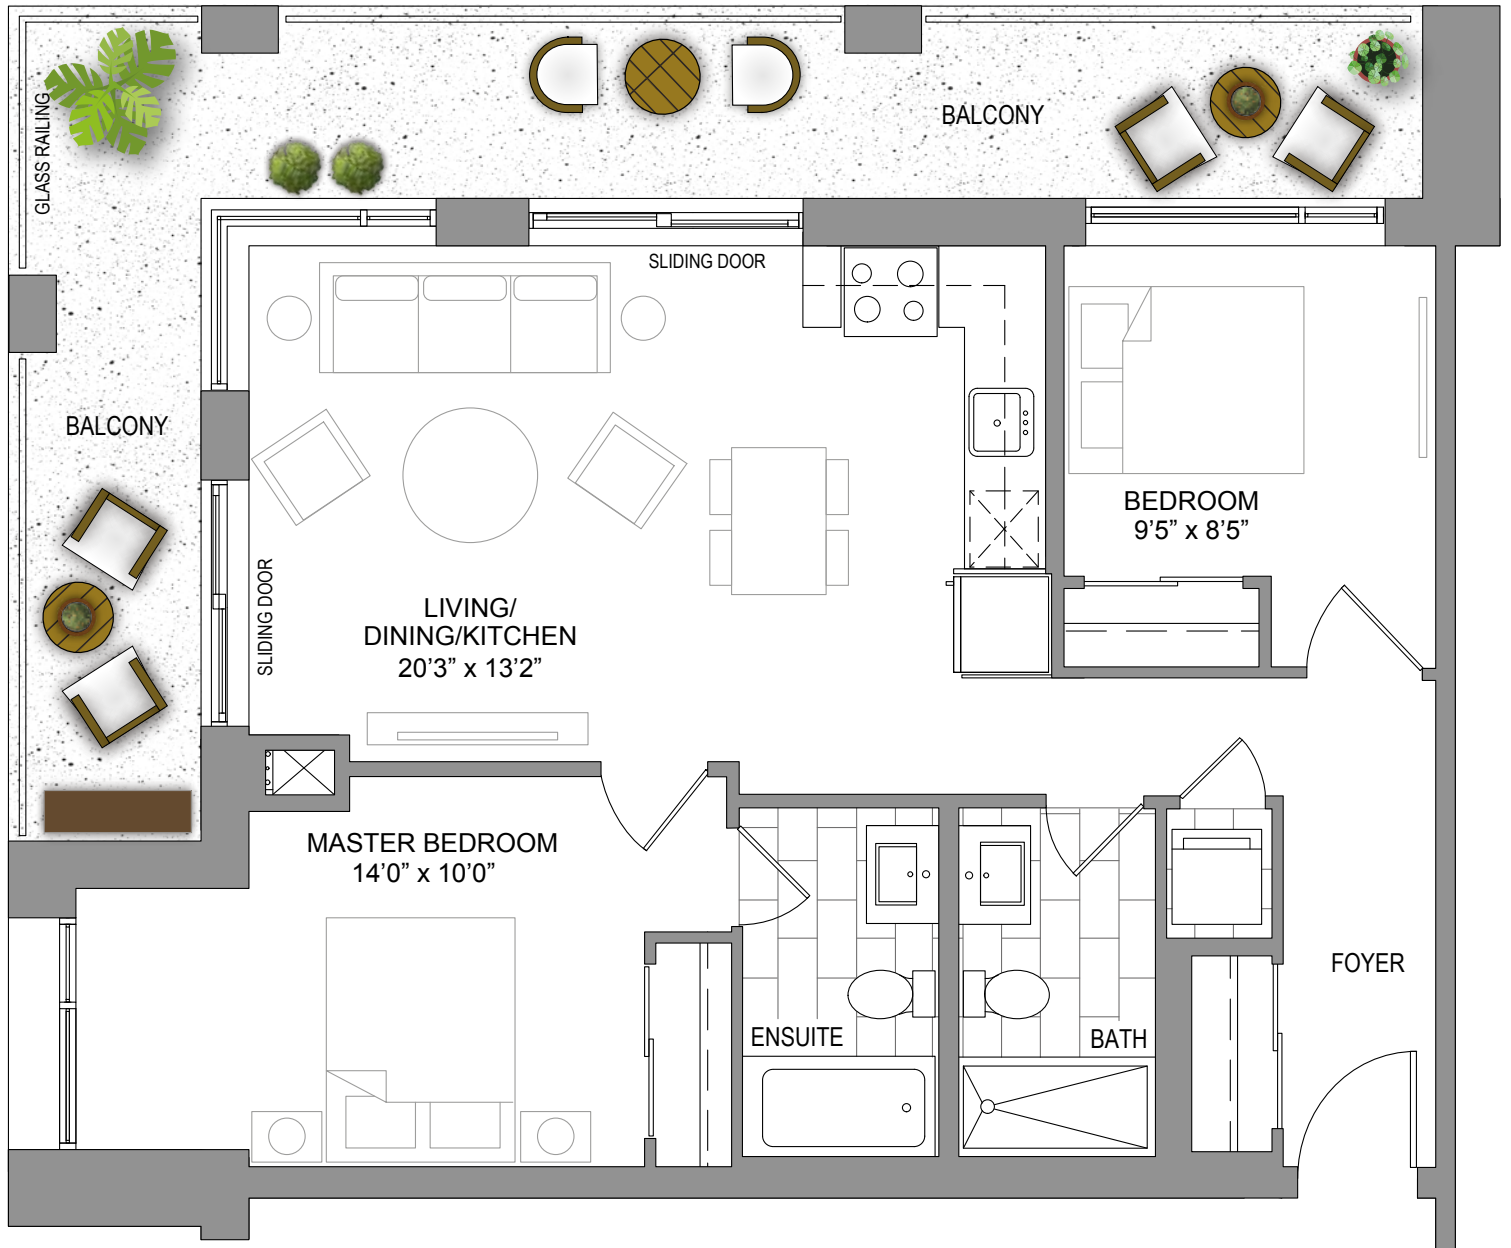 GLASS RAILING
BALCONY
SLIDING DOOR
BALCONY
BEDROOM
9’5” x 8’5”
SLIDING DOOR
LIVING/
DINING/KITCHEN
20’3” x 13’2”
MASTER BEDROOM
14’0” x 10’0”
FOYER
ENSUITE
BATH